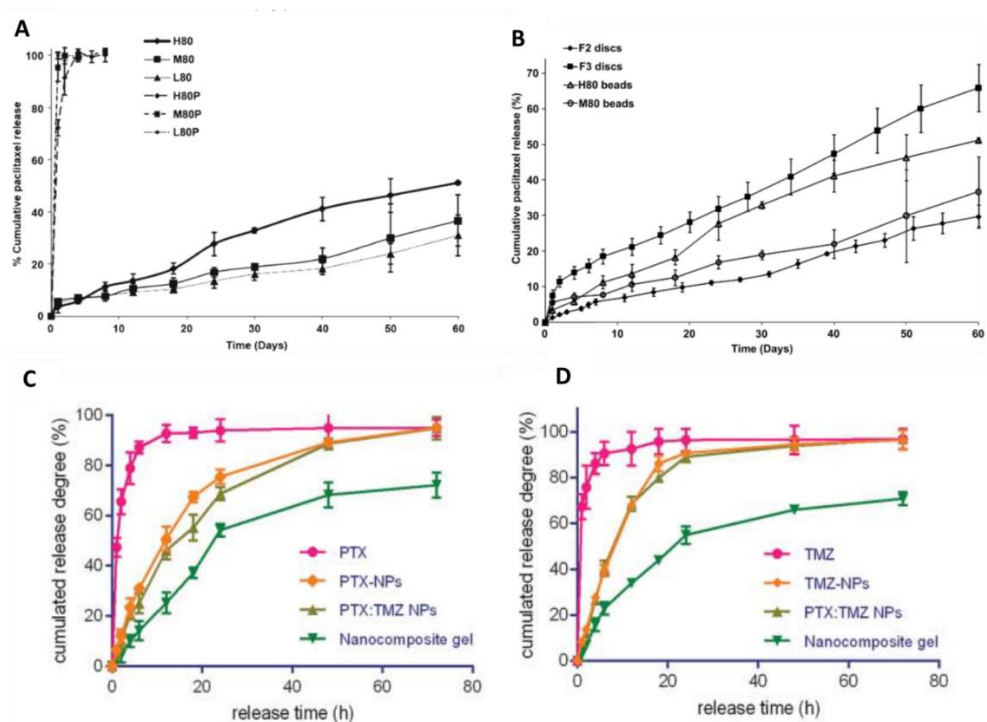 A
% Cumulative paclitaxel release
100
80
60
40
20
0
H80
M80
L80
H80P
M80P
L80P
0 10 20 30 40 50 60
Time (Days)
B
Cumulative paclitaxel release (%)
70
60
50
40
30
20
10
0
F2 discs
F3 discs
H80 beads
M80 beads
0 10 20 30 40 50 60
Time (Days)
C
cumulated release degree (%)
100
80
60
40
20
0
PTX
PTX-NPs
PTX:TMZ NPs
Nanocomposite gel
0 20 40 60 80
release time (h)
D
cumulated release degree (%)
100
80
60
40
20
0
TMZ
TMZ-NPs
PTX:TMZ NPs
Nanocomposite gel
0 20 40 60 80
release time (h)